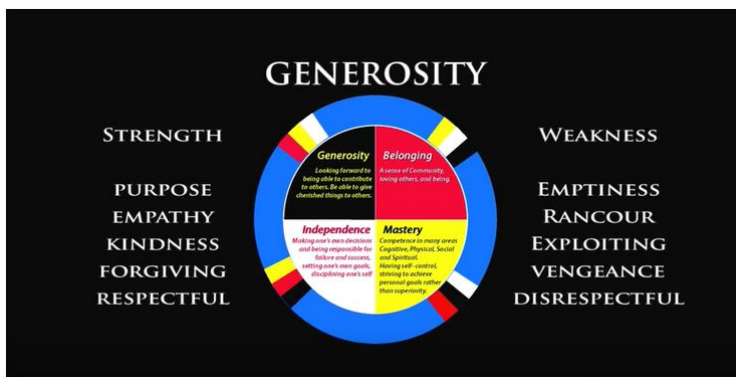 GENEROSITY
STRENGTH
PURPOSE
EMPATHY
KINDNESS
FORGIVING
RESPECTFUL
Generosity
Looking forward to
being able to contribute
to others. Be able to give
cherished things to others.
Belonging
A sense of Community,
loving others, and being.
Independence
Making one's own decisions
and being responsible for
failure and success,
setting one's own goals,
disciplining one's self
Mastery
Competence in many areas
Cognitive, Physical, Social
and Spiritual.
Having self- control,
striving to achieve
personal goals rather
than superiority.
WEAKNESS
EMPTINESS
RANCOUR
EXPLOITING
VENGEANCE
DISRESPECTFUL